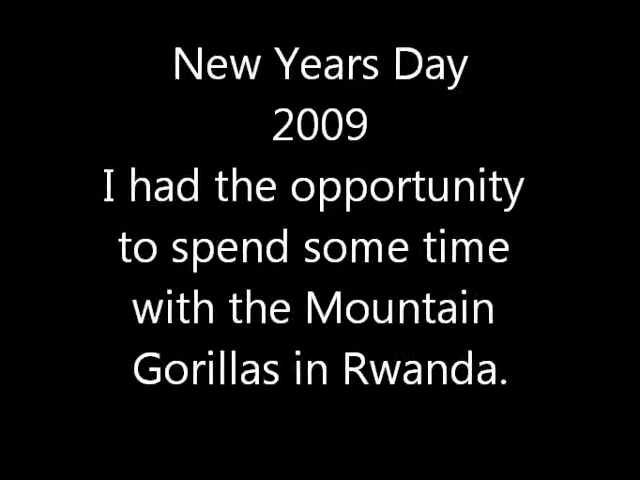 New Years Day
2009
I had the opportunity
to spend some time
with the Mountain
Gorillas in Rwanda.